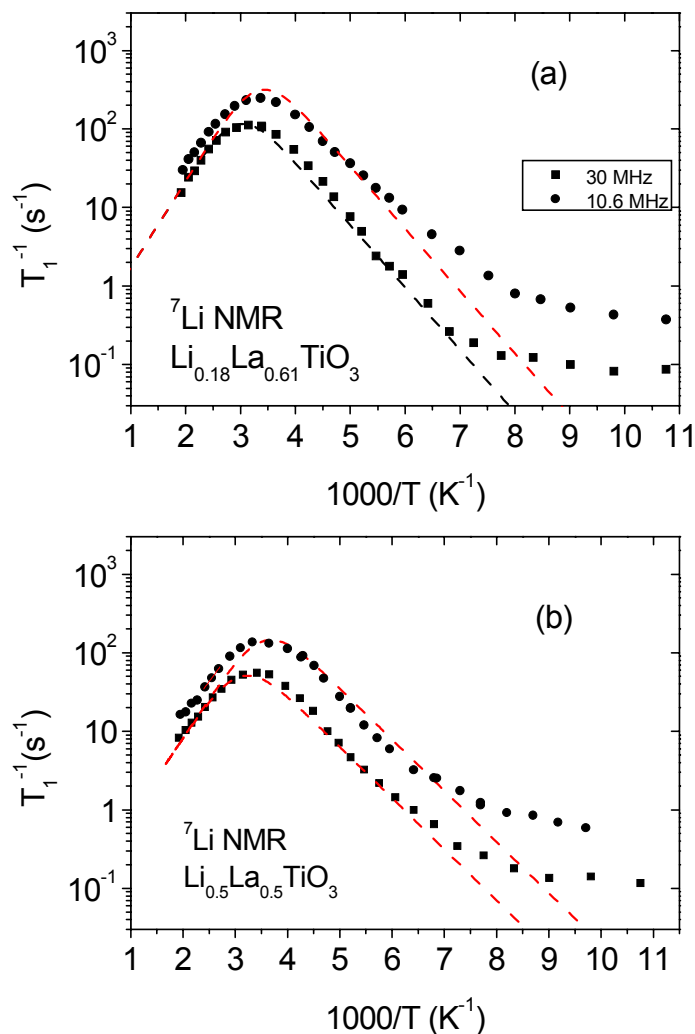 (a)
10³
10²
10¹
10⁰
10⁻¹
T₁⁻¹ (s⁻¹)
30 MHz
10.6 MHz
⁷Li NMR
Li₀.₁₈La₀.₆₁TiO₃
1 2 3 4 5 6 7 8 9 10 11
1000/T (K⁻¹)
(b)
10³
10²
10¹
10⁰
10⁻¹
T₁⁻¹(s⁻¹)
⁷Li NMR
Li₀.₅La₀.₅TiO₃
1 2 3 4 5 6 7 8 9 10 11
1000/T (K⁻¹)